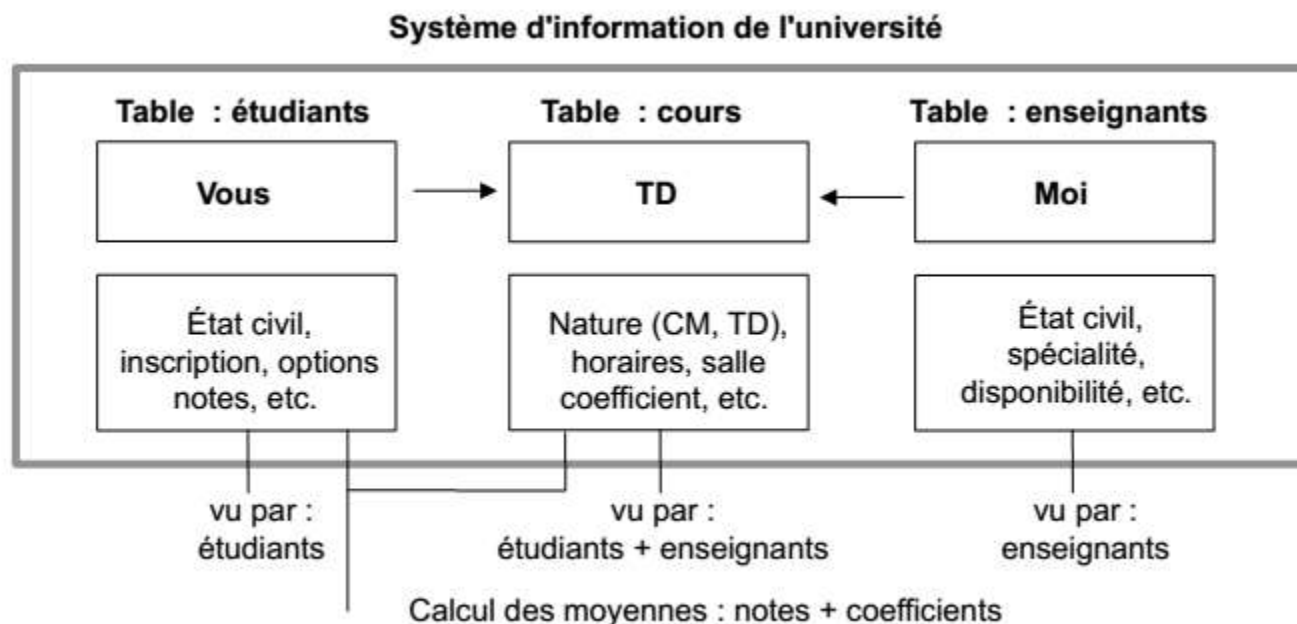 Système d'information de l'université
Table : étudiants
Table : cours
Table : enseignants
Vous
TD
Moi
État civil,
inscription, options
notes, etc.
Nature (CM, TD),
horaires, salle
coefficient, etc.
État civil,
spécialité,
disponibilité, etc.
vu par :
étudiants
vu par :
étudiants + enseignants
vu par :
enseignants
Calcul des moyennes : notes + coefficients